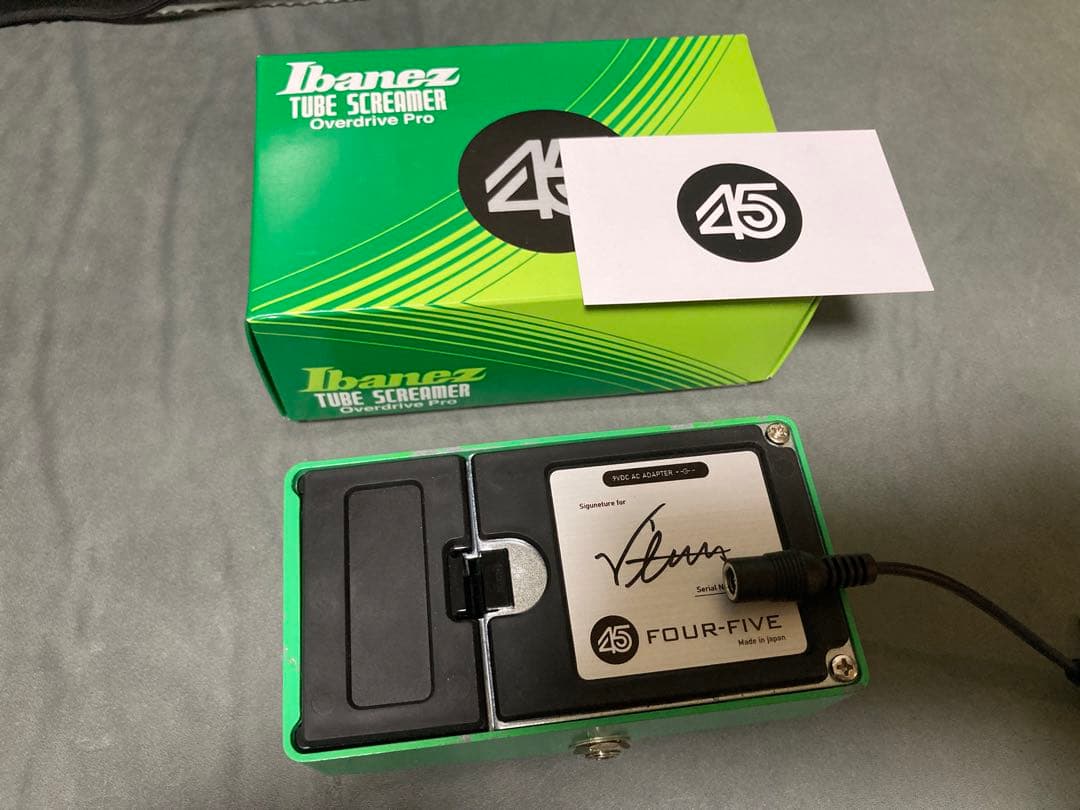 Ibanez
TUBE SCREAMER
Overdrive Pro
45
45
Ibanez
TUBE SCREAMER
Overdrive Pro
9VDC AC ADAPTER
Siguneture for
Serial N
45 FOUR-FIVE
Made in Japan